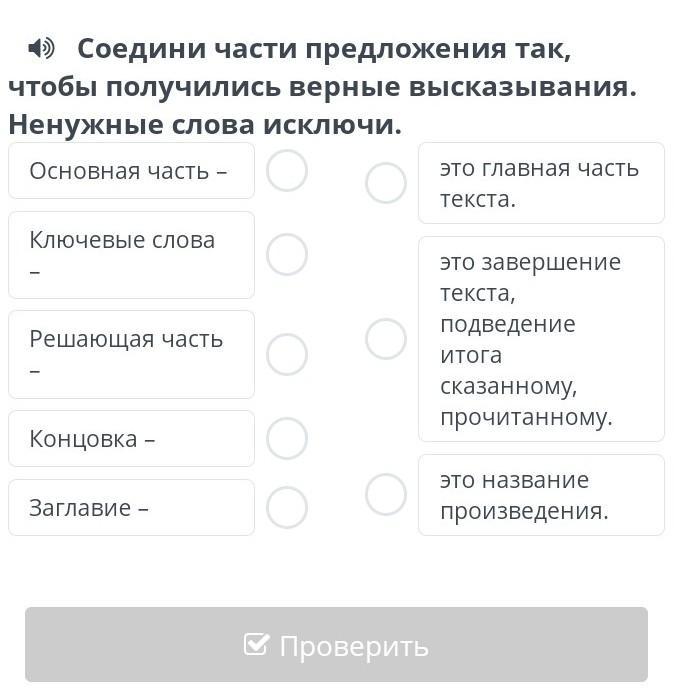 Соедини части предложения так,
чтобы получились верные высказывания.
Ненужные слова исключи.
Основная часть –
Ключевые слова
–
Решающая часть
–
Концовка –
Заглавие –
это главная часть
текста.
это завершение
текста,
подведение
итога
сказанному,
прочитанному.
это название
произведения.
Проверить